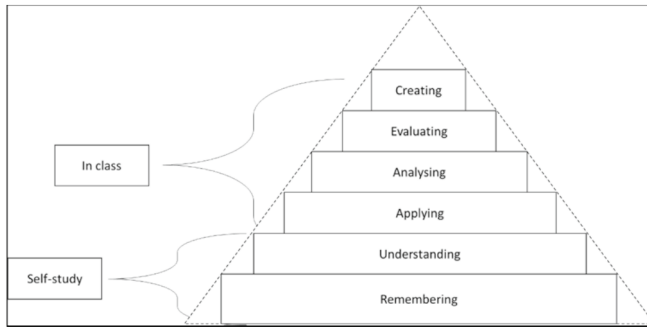 Creating
Evaluating
In class
Analysing
Applying
Understanding
Self-study
Remembering